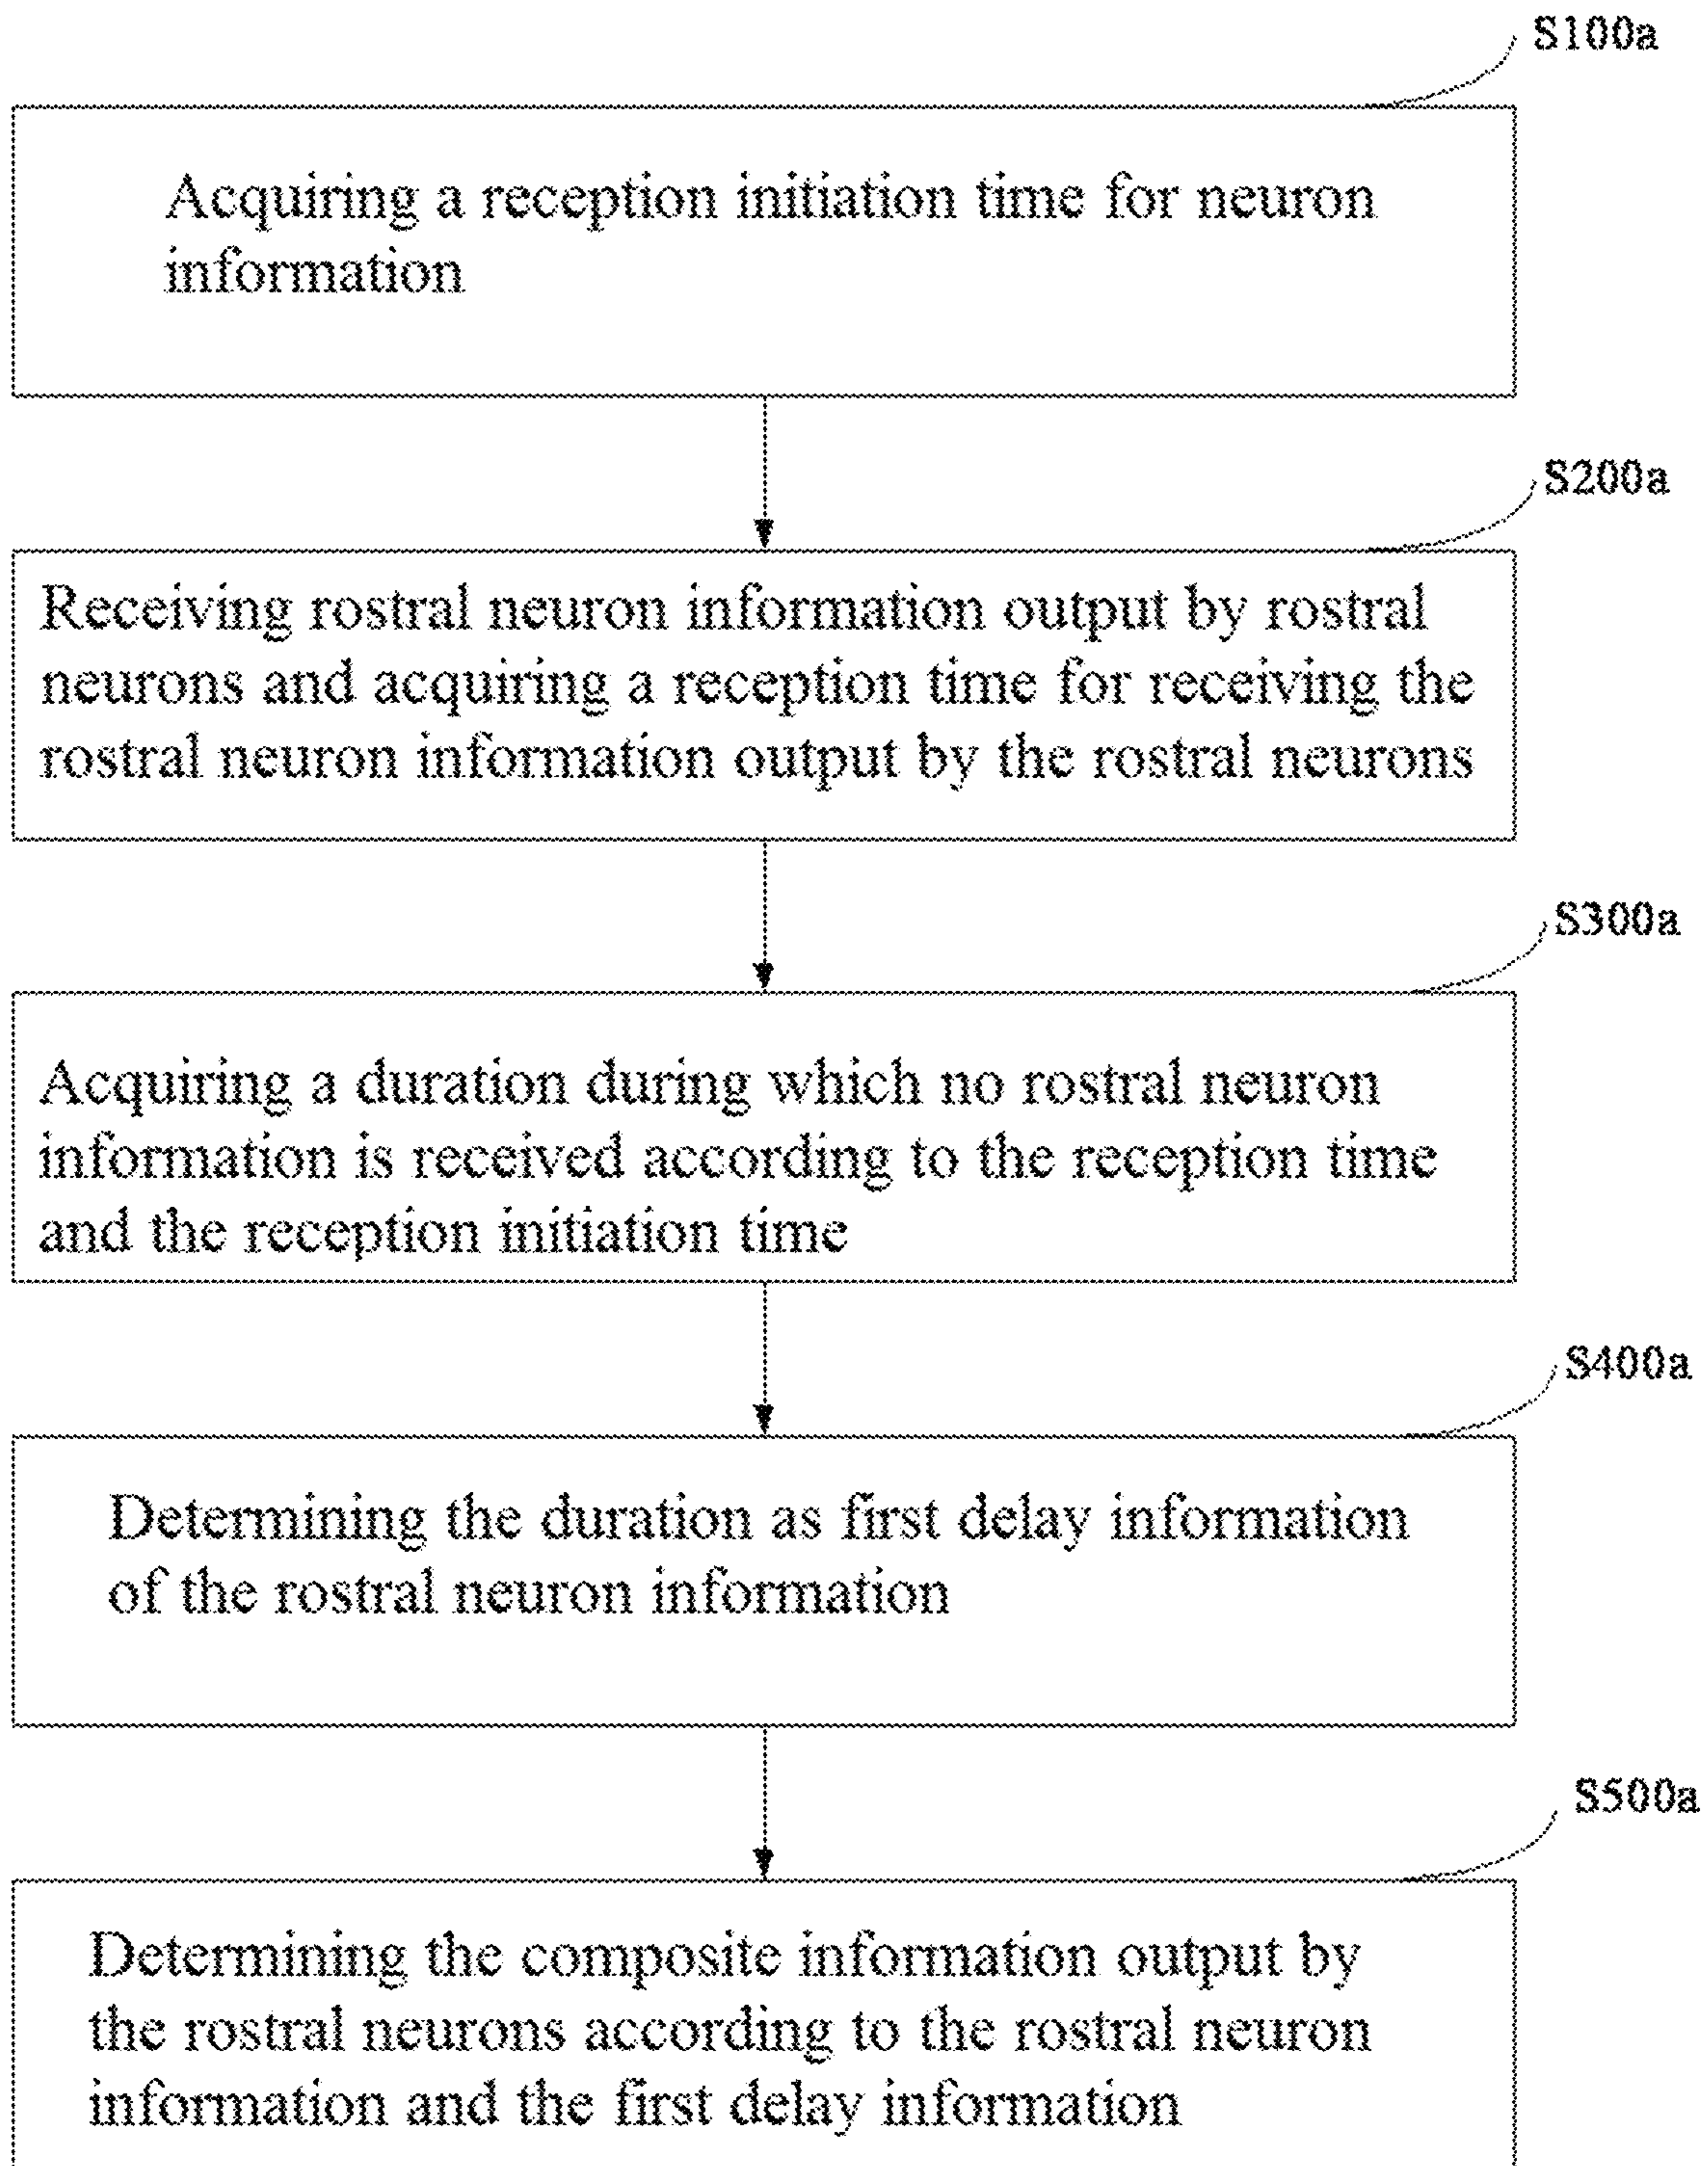 S100a
Acquiring a reception initiation time for neuron
information
S200a
Receiving rostral neuron information output by rostral
neurons and acquiring a reception time for receiving the
rostral neuron information output by the rostral neurons
S300a
Acquiring a duration during which no rostral neuron
information is received according to the reception time
and the reception initiation time
S400a
Determining the duration as first delay information
of the rostral neuron information
S500a
Determining the composite information output by
the rostral neurons according to the rostral neuron
information and the first delay information